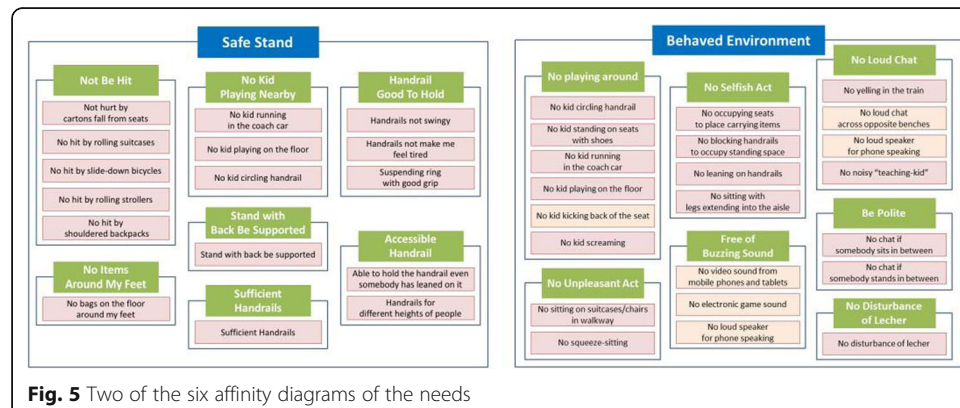 Safe Stand
Not Be Hit
Not hurt by
cartons fall from seats
No hit by rolling suitcases
No hit by slide-down bicycles
No hit by rolling strollers
No hit by
shouldered backpacks
No Items
Around My Feet
No bags on the floor
around my feet
No Kid
Playing Nearby
No kid running
in the coach car
No kid playing on the floor
No kid circling handrail
Stand with
Back Be Supported
Stand with back be supported
Sufficient
Handrails
Sufficient Handrails
Handrail
Good To Hold
Handrails not swingy
Handrails not make me
feel tired
Suspending ring
with good grip
Accessible
Handrail
Able to hold the handrail even
somebody has leaned on it
Handrails for
different heights of people
Behaved Environment
No playing around
No kid circling handrail
No kid standing on seats
with shoes
No kid running
in the coach car
No kid playing on the floor
No kid kicking back of the seat
No kid screaming
No Unpleasant Act
No sitting on suitcases/chairs
in walkway
No squeeze-sitting
No Selfish Act
No occupying seats
to place carrying items
No blocking handrails
to occupy standing space
No leaning on handrails
No sitting with
legs extending into the aisle
Free of
Buzzing Sound
No video sound from
mobile phones and tablets
No electronic game sound
No loud speaker
for phone speaking
No Loud Chat
No yelling in the train
No loud chat
across opposite benches
No loud speaker
for phone speaking
No noisy "teaching-kid"
Be Polite
No chat if
somebody sits in between
No chat if
somebody stands in between
No Disturbance
of Lecher
No disturbance of lecher
Fig. 5 Two of the six affinity diagrams of the needs